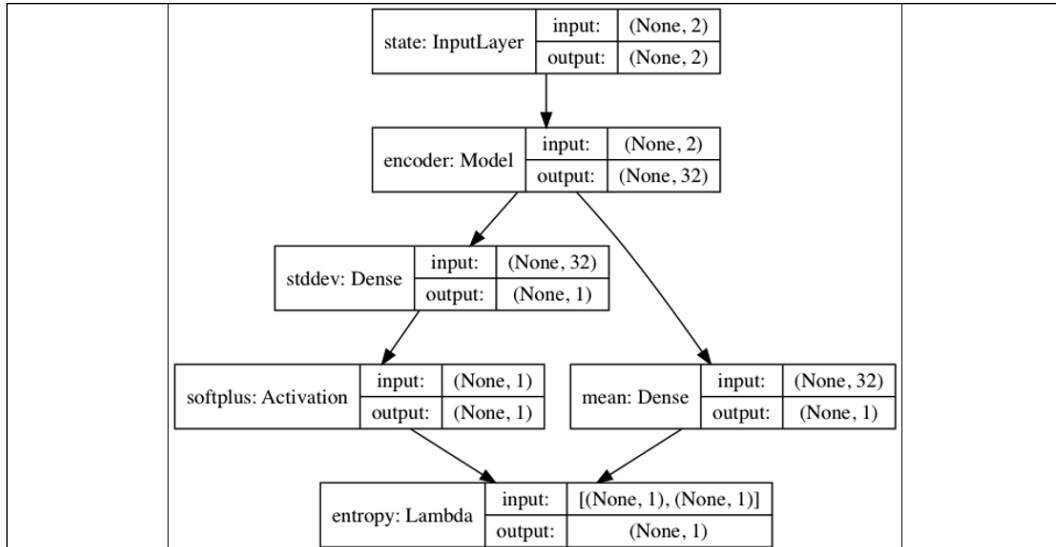 state: InputLayer
input: (None, 2)
output: (None, 2)
encoder: Model
input: (None, 2)
output: (None, 32)
stddev: Dense
input: (None, 32)
output: (None, 1)
softplus: Activation
input: (None, 1)
output: (None, 1)
mean: Dense
input: (None, 32)
output: (None, 1)
entropy: Lambda
input: [(None, 1), (None, 1)]
output: (None, 1)